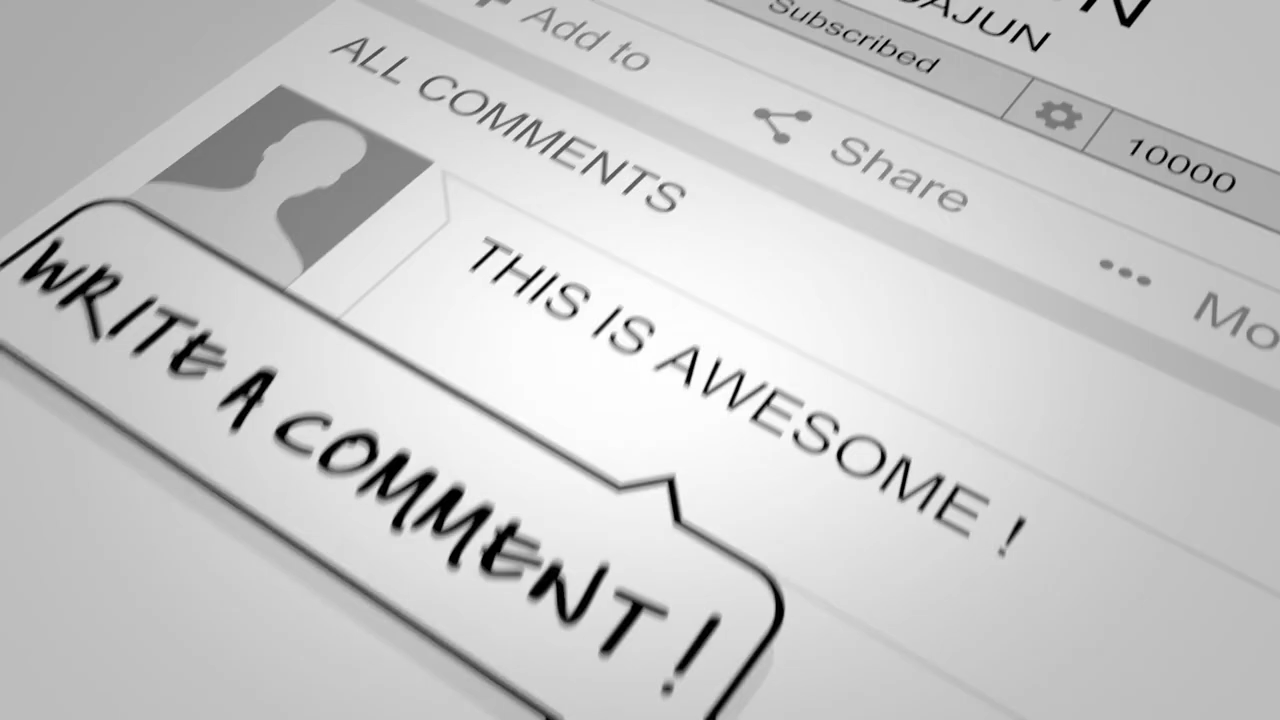 Subscribed
10000
Add to
Share
ALL COMMENTS
THIS IS AWESOME !
WRITE A COMMENT !